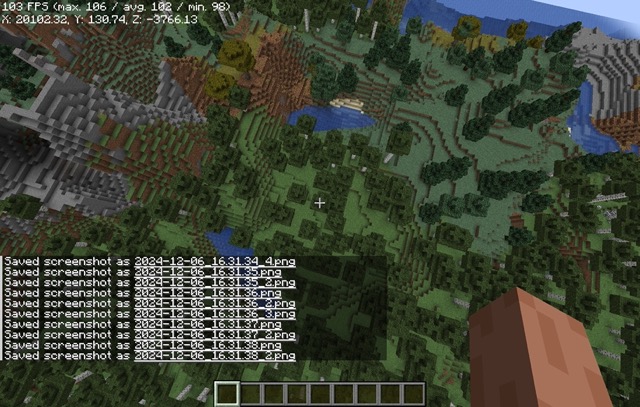 103 FPS (max. 106 / avg. 102 / min. 98)
X: 20102.32, Y: 130.74, Z: -3766.13
Saved screenshot as 2024-12-06_16.31.34_4.png
Saved screenshot as 2024-12-06_16.31.35.png
Saved screenshot as 2024-12-06_16.31.35_2.png
Saved screenshot as 2024-12-06_16.31.36.png
Saved screenshot as 2024-12-06_16.31.36_2.png
Saved screenshot as 2024-12-06_16.31.36_3.png
Saved screenshot as 2024-12-06_16.31.37.png
Saved screenshot as 2024-12-06_16.31.37_2.png
Saved screenshot as 2024-12-06_16.31.38.png
Saved screenshot as 2024-12-06_16.31.38_2.png